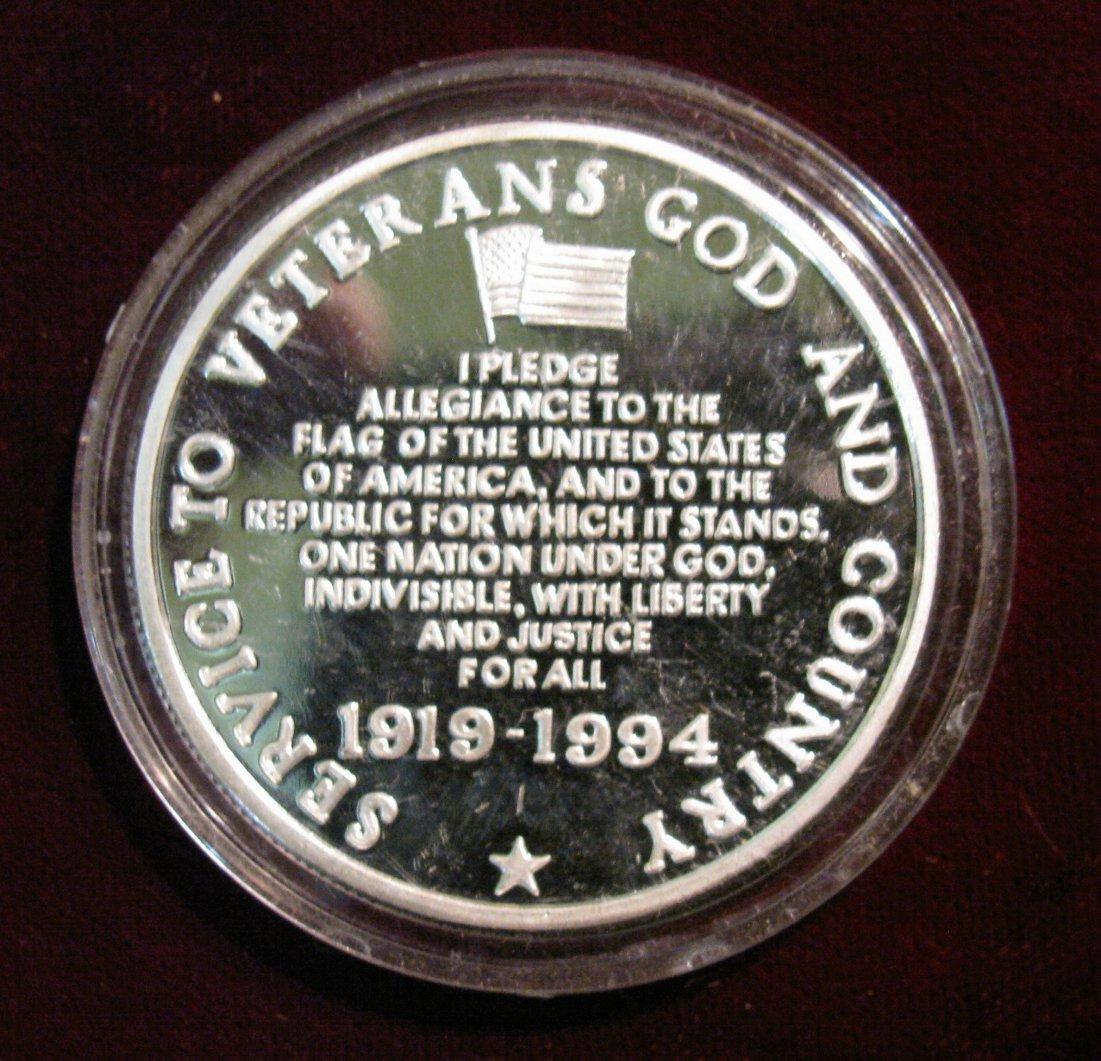 SERVICE TO VETERANS GOD AND COUNTRY
I PLEDGE
ALLEGIANCE TO THE
FLAG OF THE UNITED STATES
OF AMERICA, AND TO THE
REPUBLIC FOR WHICH IT STANDS,
ONE NATION UNDER GOD,
INDIVISIBLE, WITH LIBERTY
AND JUSTICE
FOR ALL
1919-1994